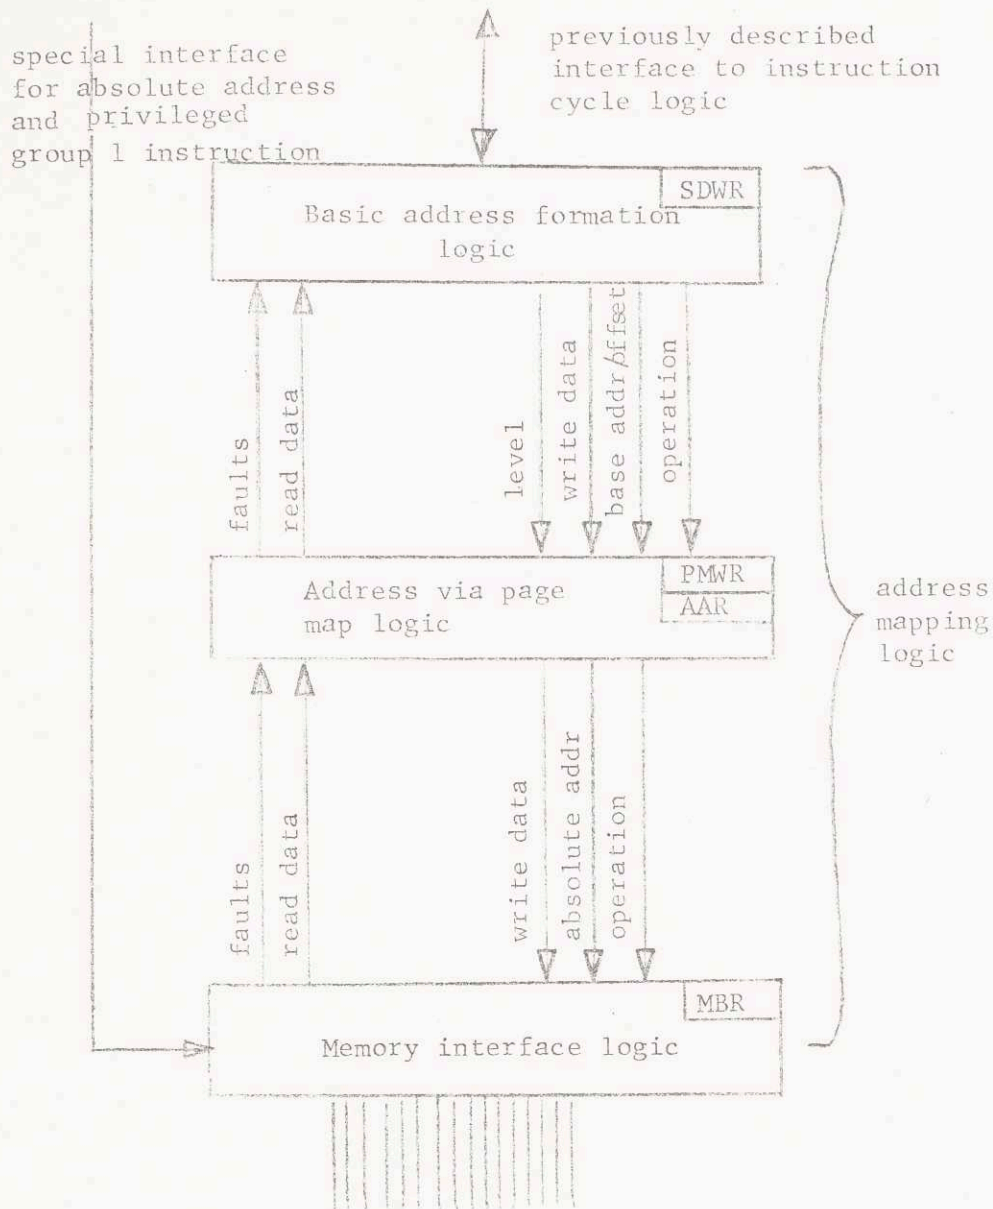 special interface
for absolute address
and privileged
group 1 instruction
previously described
interface to instruction
cycle logic
SDWR
Basic address formation
logic
faults
read data
level
write data
base addr/offset
operation
PMWR
AAR
Address via page
map logic
address
mapping
logic
faults
read data
write data
absolute addr
operation
MBR
Memory interface logic